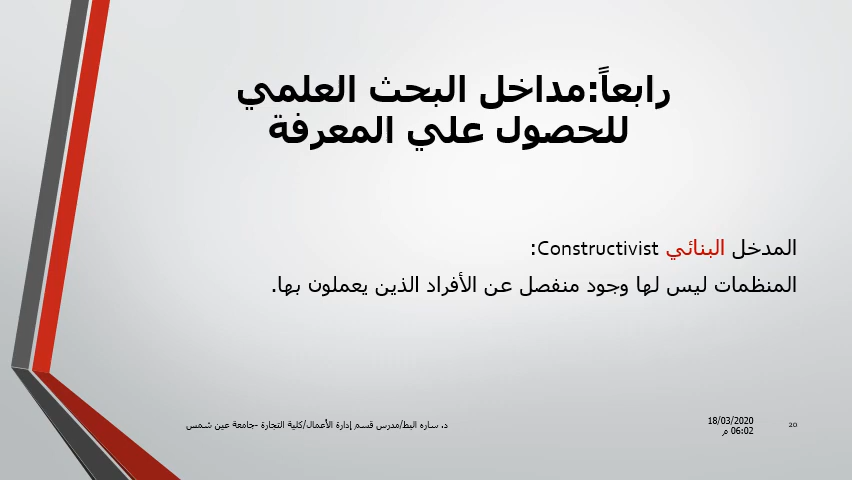 رابعاً:مداخل البحث العلمي
للحصول علي المعرفة
المدخل البنائي Constructivist:
المنظمات ليس لها وجود منفصل عن الأفراد الذين يعملون بها.
د. ساره البط/مدرس قسم إدارة الأعمال/كلية التجارة -جامعة عين شمس
18/03/2020
06:02 م
20